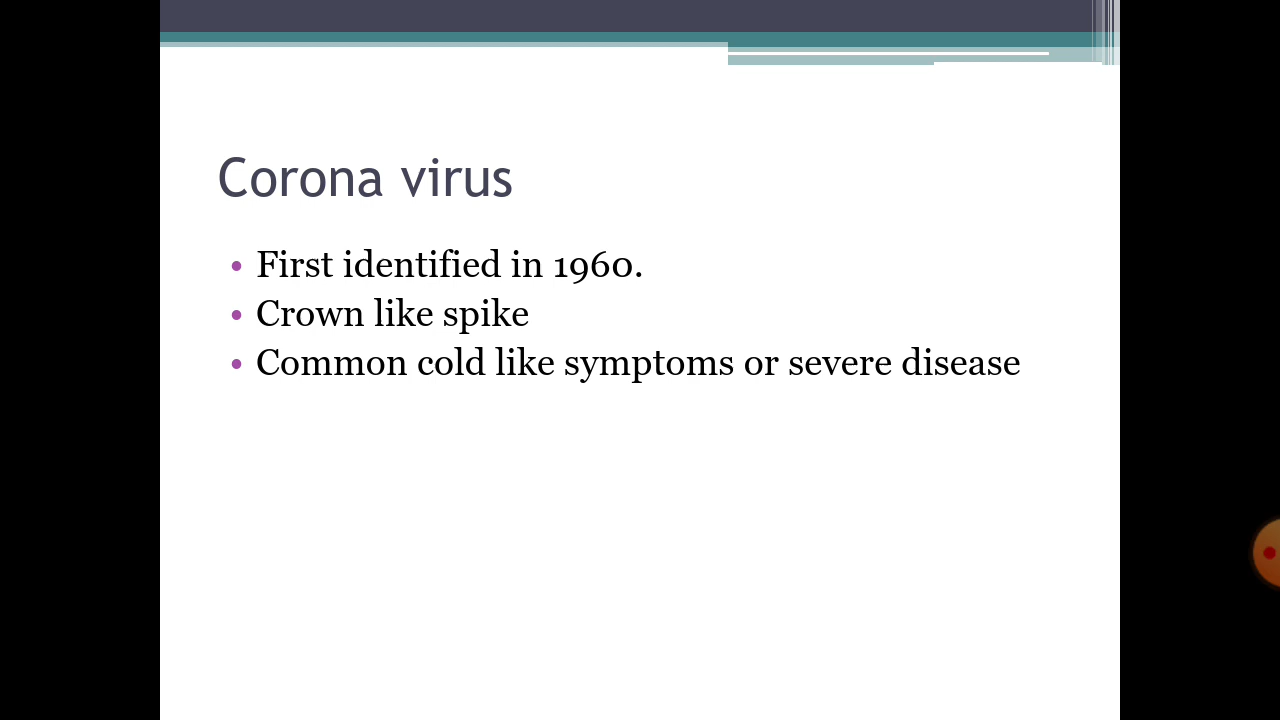 Corona virus
• First identified in 1960.
• Crown like spike
• Common cold like symptoms or severe disease